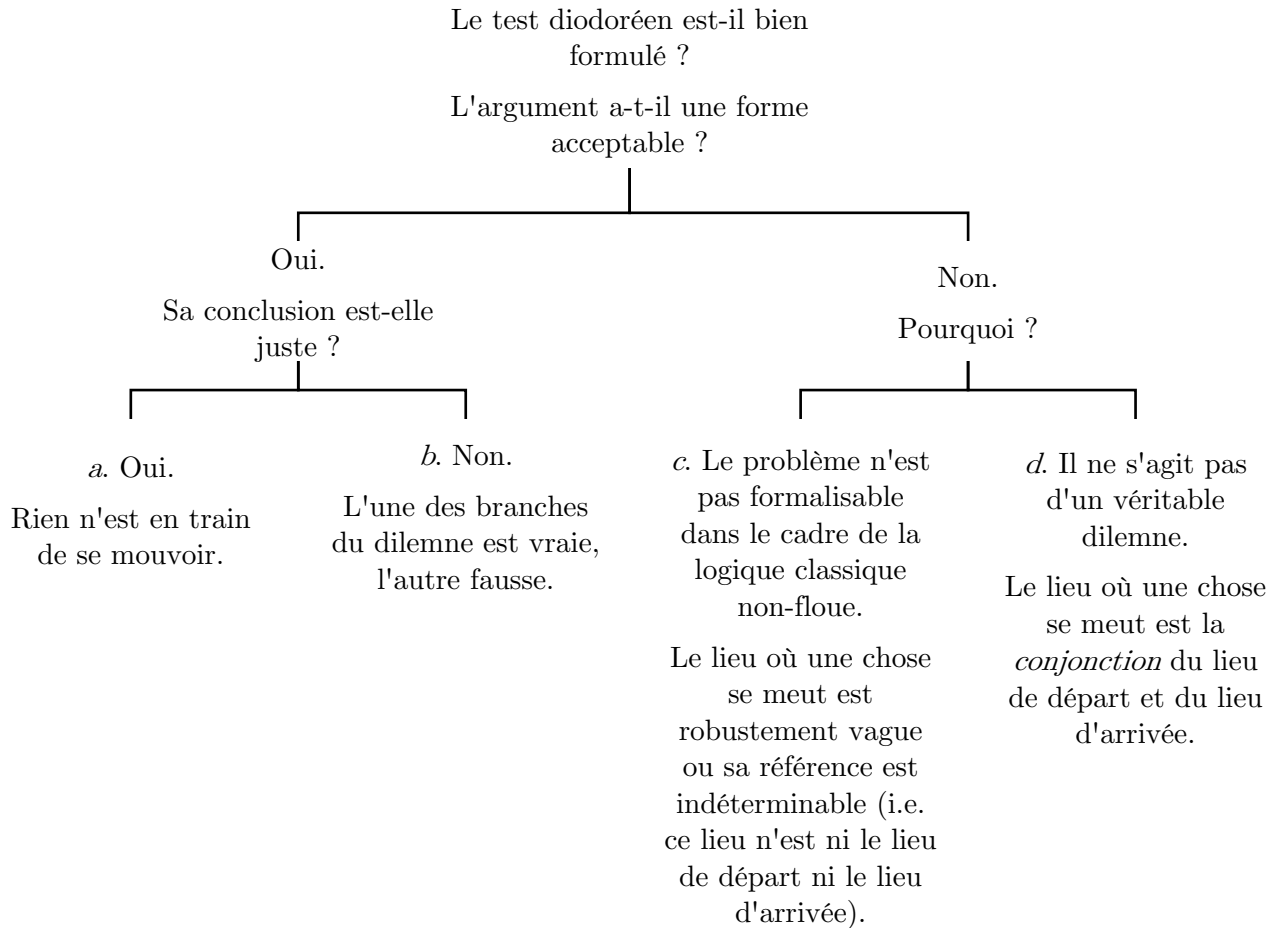 Le test diodoréen est-il bien
formulé ?
L'argument a-t-il une forme
acceptable ?
Oui.
Sa conclusion est-elle
juste ?
Non.
Pourquoi ?
a. Oui.
Rien n'est en train
de se mouvoir.
b. Non.
L'une des branches
du dilemne est vraie,
l'autre fausse.
c. Le problème n'est
pas formalisable
dans le cadre de la
logique classique
non-floue.
Le lieu où une chose
se meut est
robustement vague
ou sa référence est
indéterminable (i.e.
ce lieu n'est ni le lieu
de départ ni le lieu
d'arrivée).
d. Il ne s'agit pas
d'un véritable
dilemne.
Le lieu où une chose
se meut est la
conjonction du lieu
de départ et du lieu
d'arrivée.